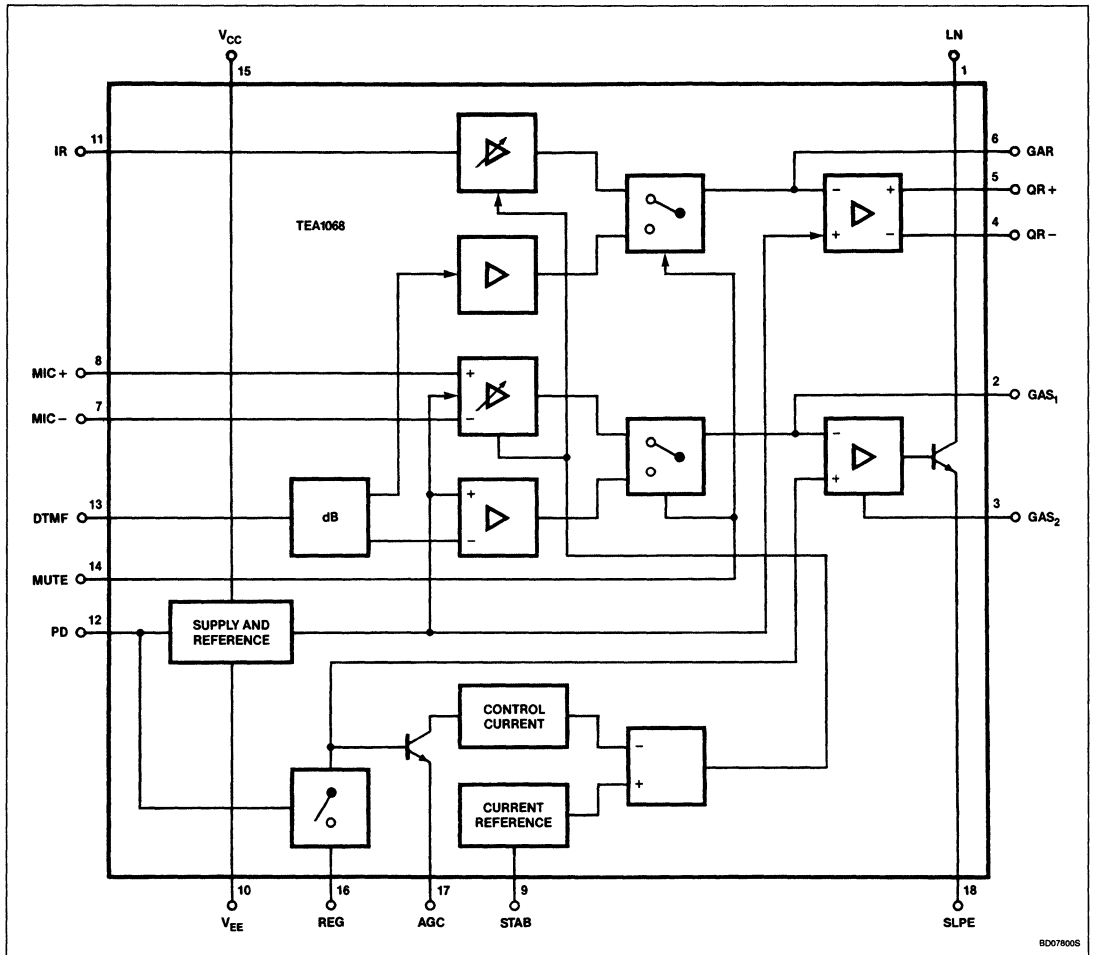 V_CC
LN
15
1
11
IR
6
GAR
5
QR+
TEA1068
- +
+ -
4
QR-
8
MIC+
+
-
7
MIC-
2
GAS₁
-
+
13
DTMF
dB
+
-
3
GAS₂
14
MUTE
12
PD
SUPPLY AND
REFERENCE
CONTROL
CURRENT
-
+
CURRENT
REFERENCE
10
16
17
9
18
V_EE
REG
AGC
STAB
SLPE
BD07800S